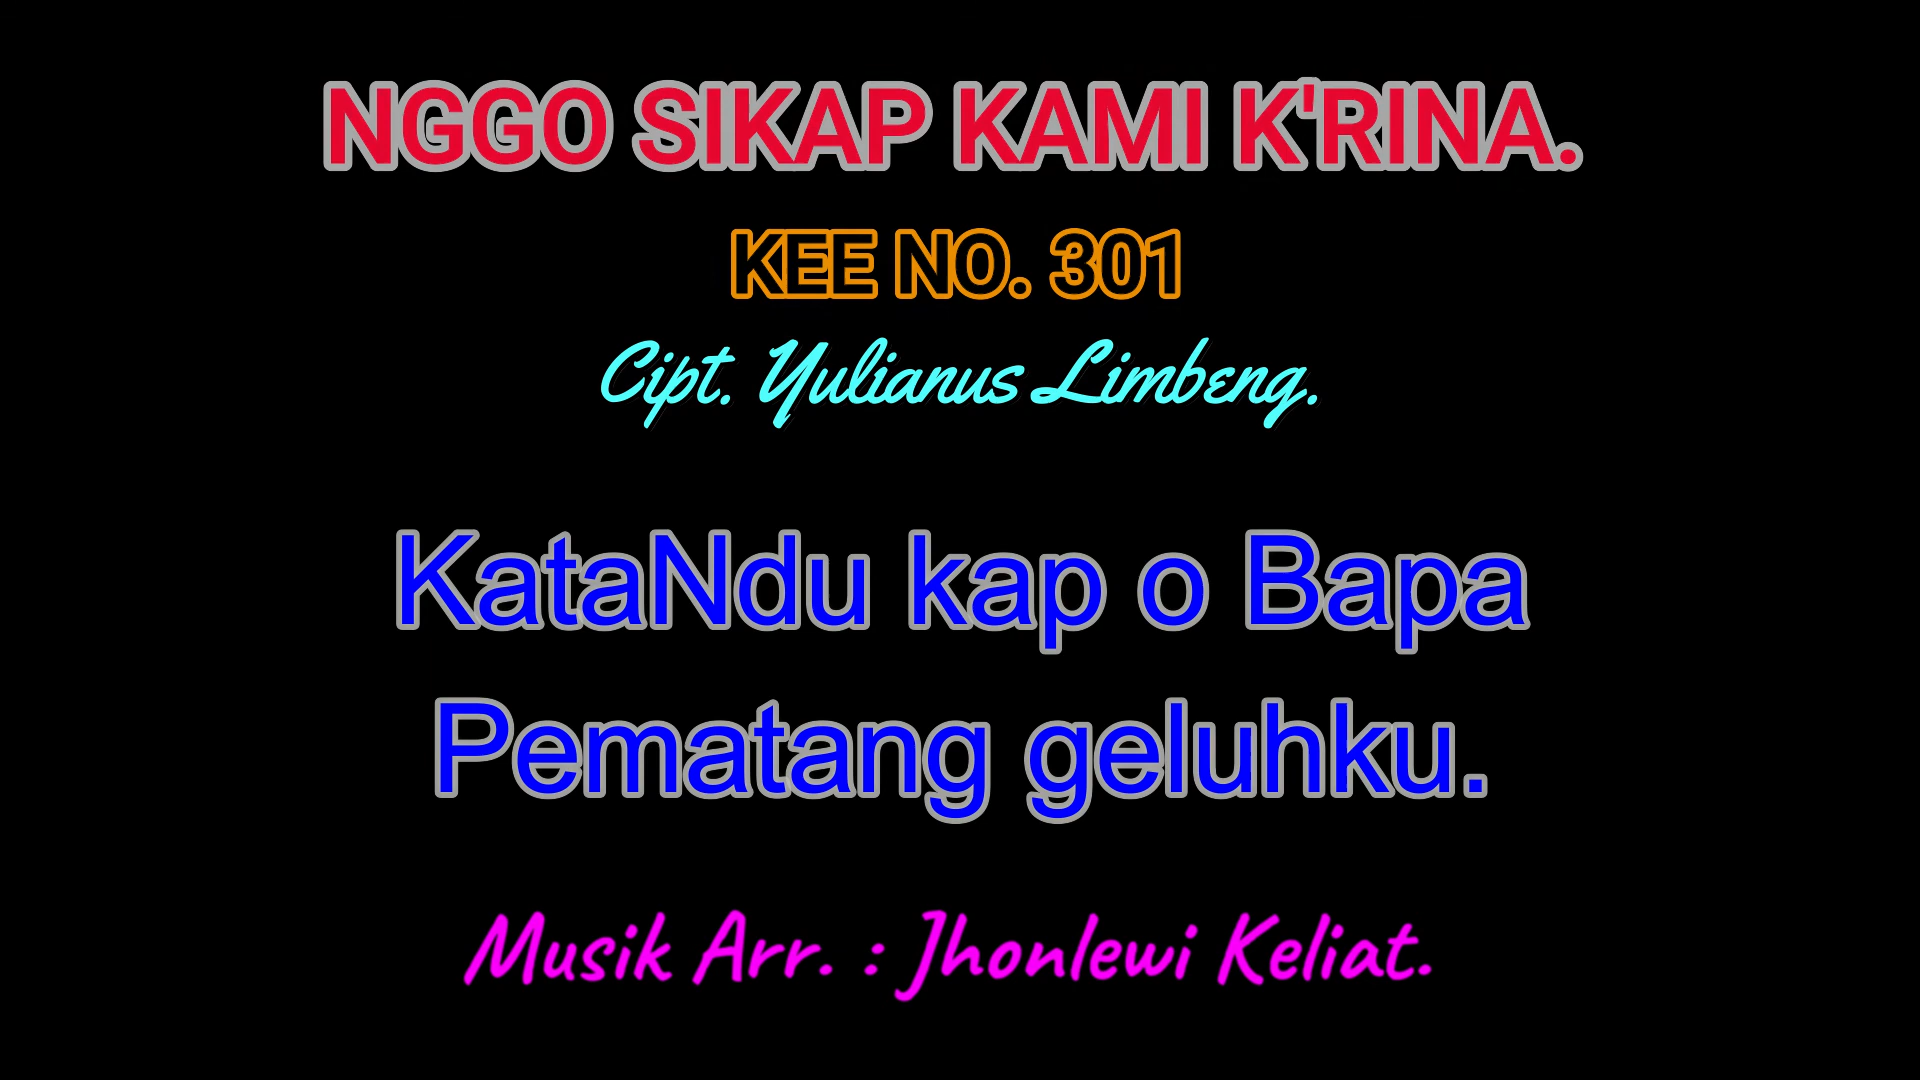 NGGO SIKAP KAMI K'RINA.
KEE NO. 301
Cipt. Yulianus Limbeng.
KataNdu kap o Bapa
Pematang geluhku.
Musik Arr. : Jhonlewi Keliat.